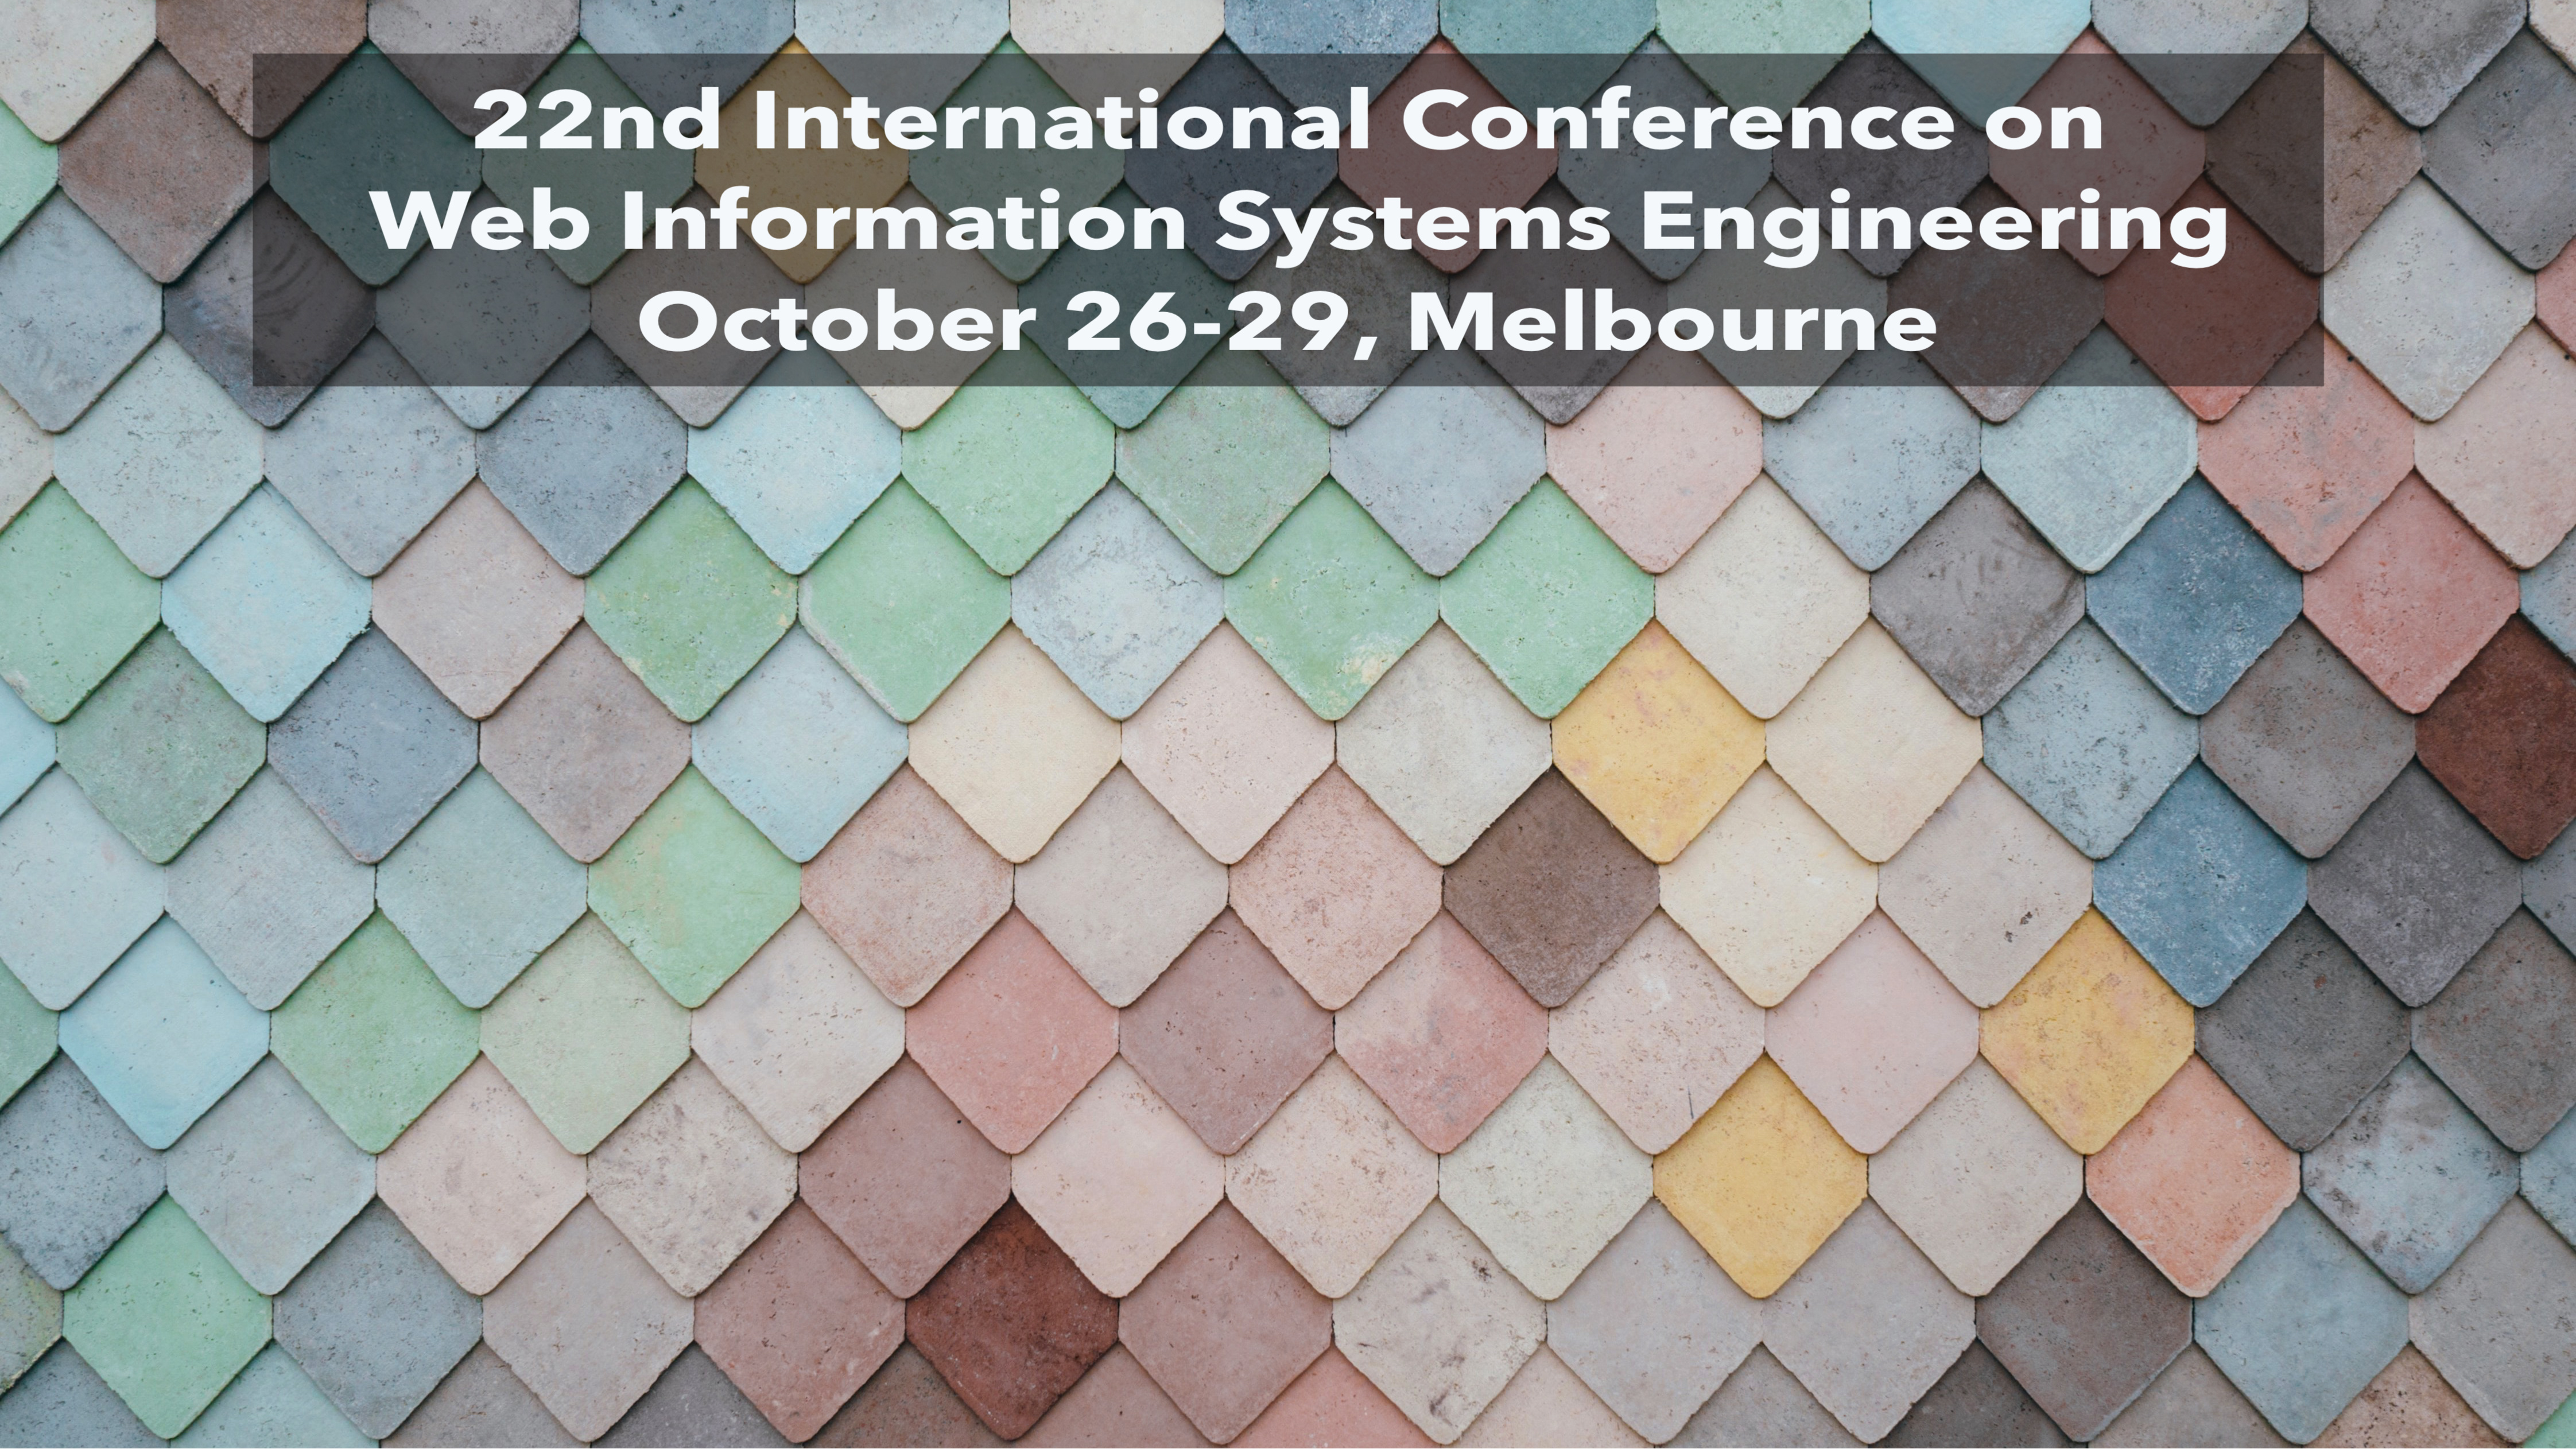 22nd International Conference on
Web Information Systems Engineering
October 26-29, Melbourne